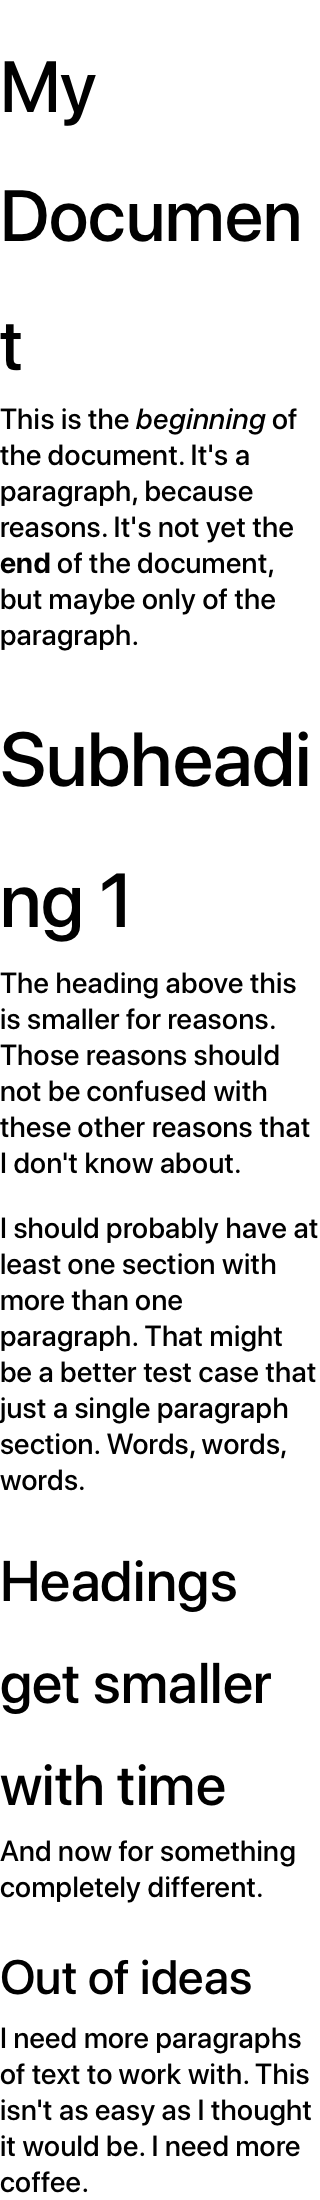 My
Documen
t
This is the beginning of
the document. It's a
paragraph, because
reasons. It's not yet the
end of the document,
but maybe only of the
paragraph.
Subheadi
ng 1
The heading above this
is smaller for reasons.
Those reasons should
not be confused with
these other reasons that
I don't know about.
I should probably have at
least one section with
more than one
paragraph. That might
be a better test case that
just a single paragraph
section. Words, words,
words.
Headings
get smaller
with time
And now for something
completely different.
Out of ideas
I need more paragraphs
of text to work with. This
isn't as easy as I thought
it would be. I need more
coffee.